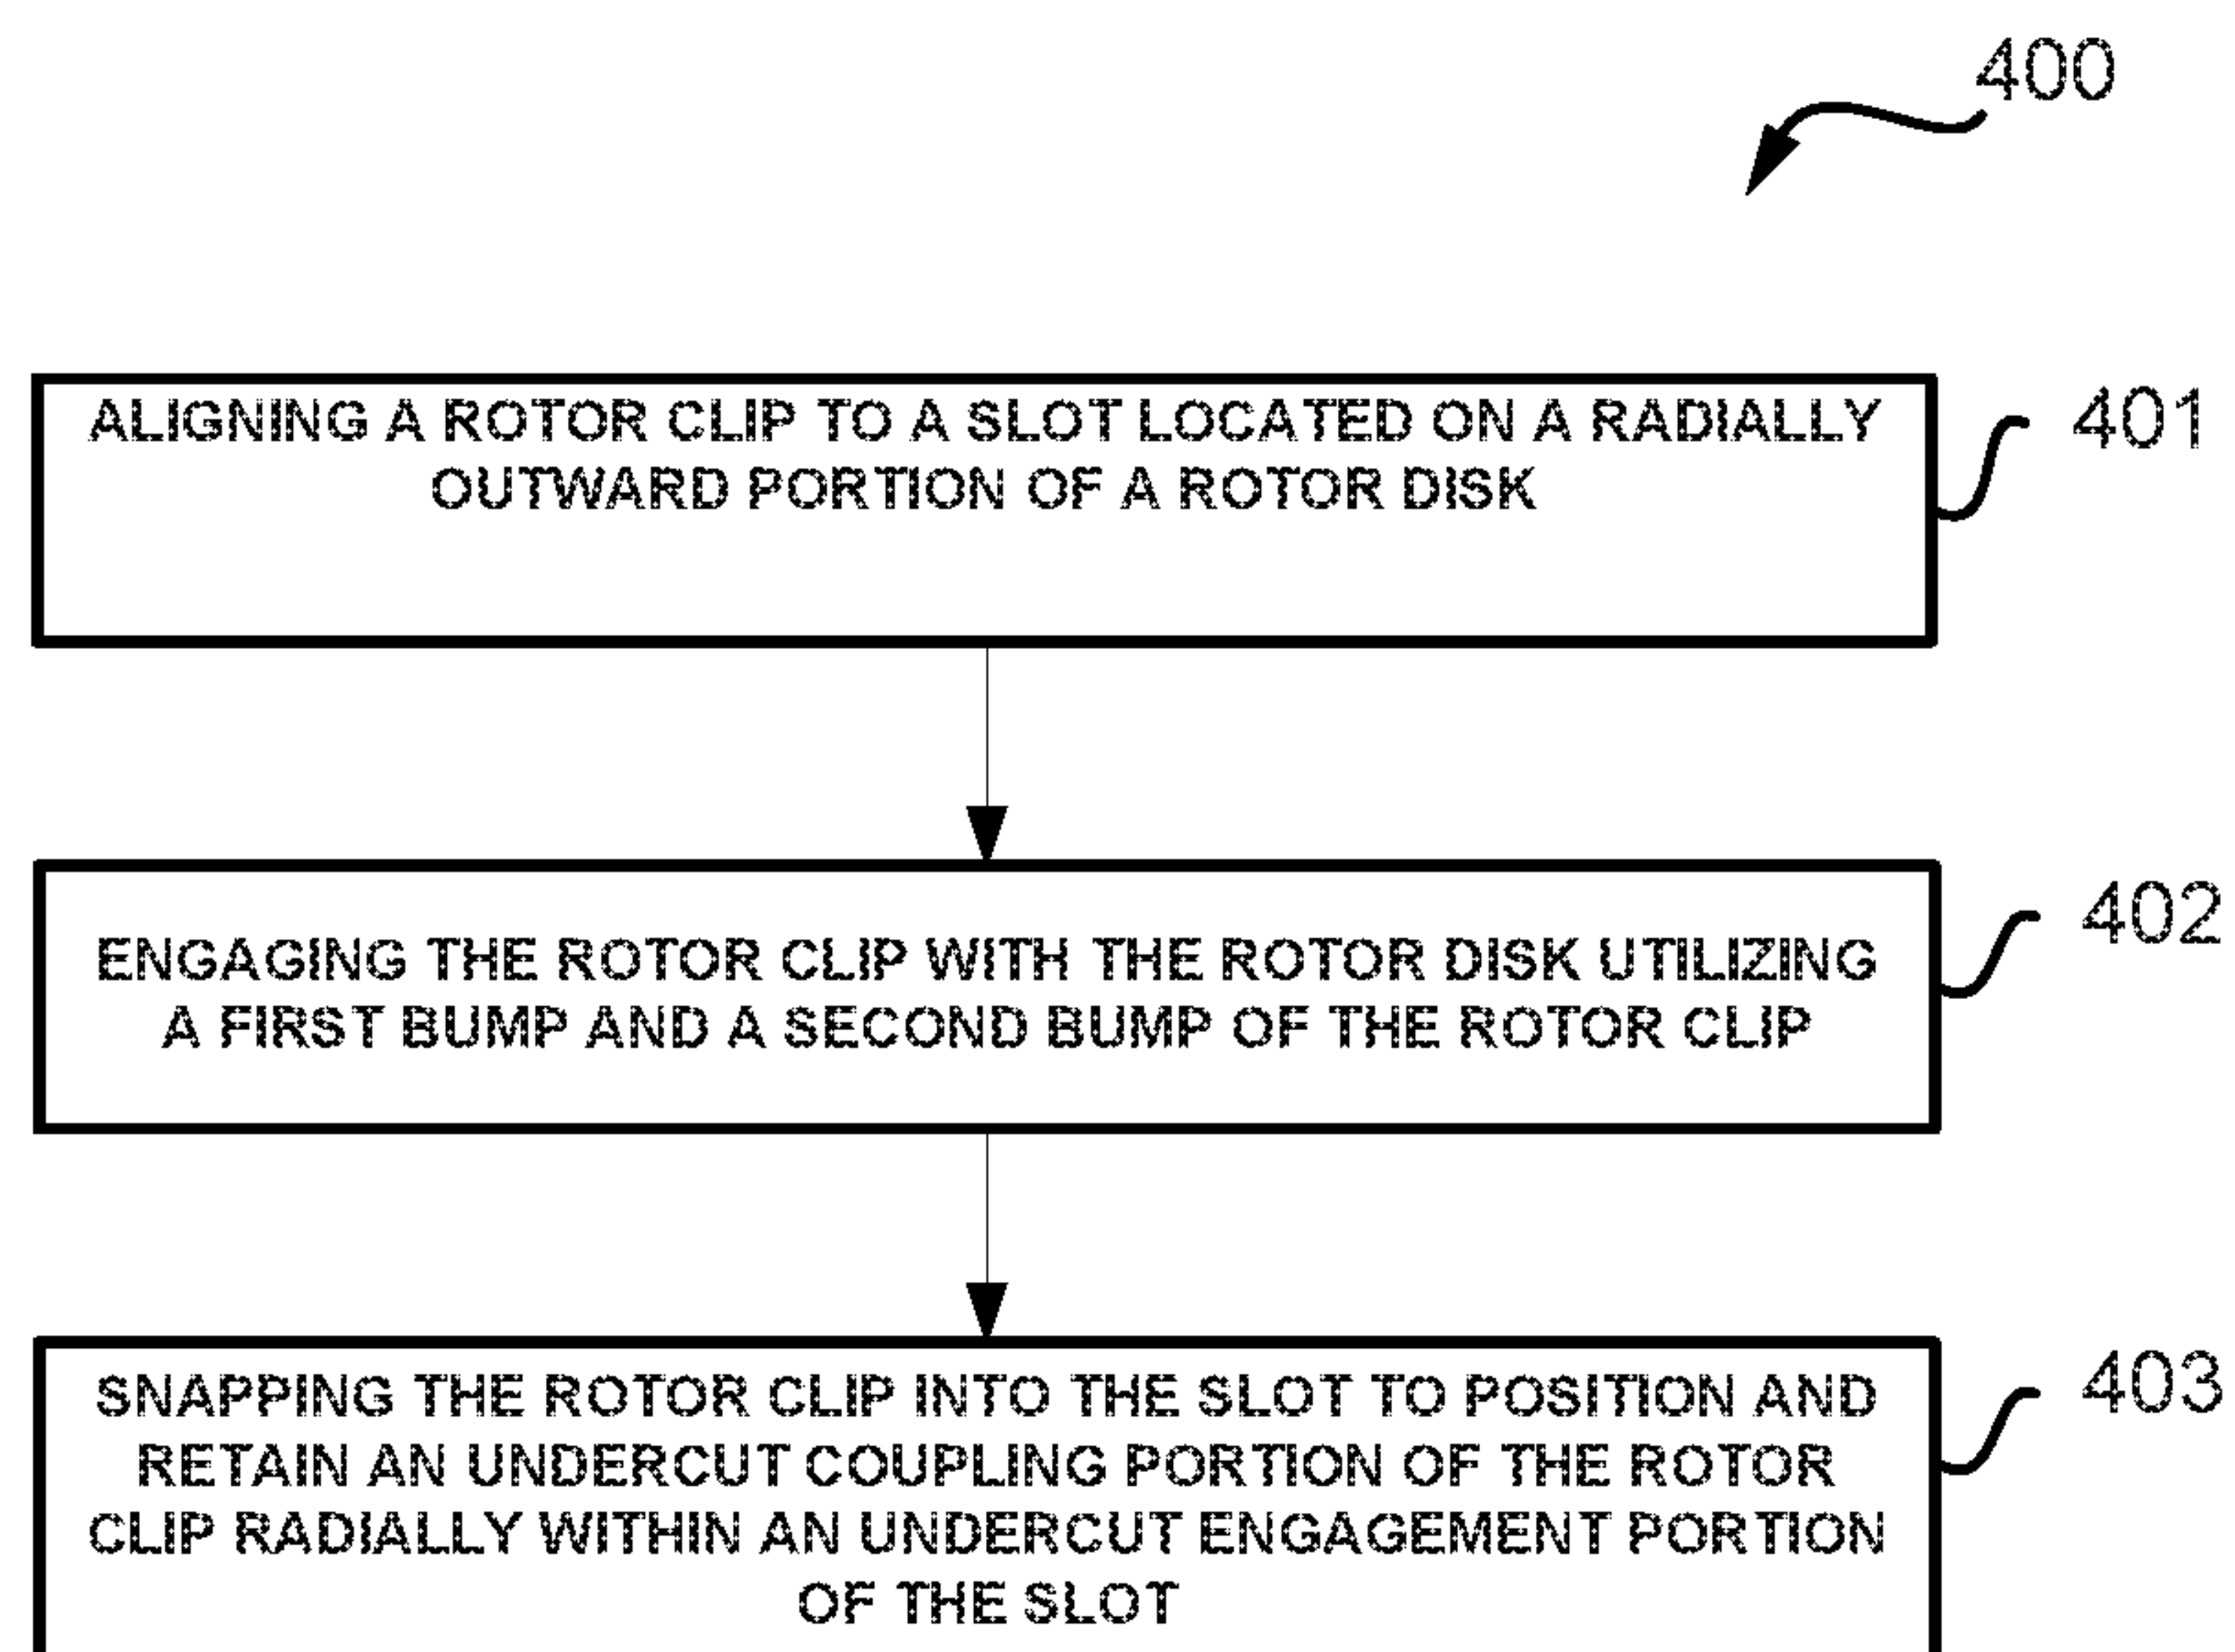 400
ALIGNING A ROTOR CLIP TO A SLOT LOCATED ON A RADIALLY
OUTWARD PORTION OF A ROTOR DISK
401
ENGAGING THE ROTOR CLIP WITH THE ROTOR DISK UTILIZING
A FIRST BUMP AND A SECOND BUMP OF THE ROTOR CLIP
402
SNAPPING THE ROTOR CLIP INTO THE SLOT TO POSITION AND
RETAIN AN UNDERCUT COUPLING PORTION OF THE ROTOR
CLIP RADIALLY WITHIN AN UNDERCUT ENGAGEMENT PORTION
OF THE SLOT
403